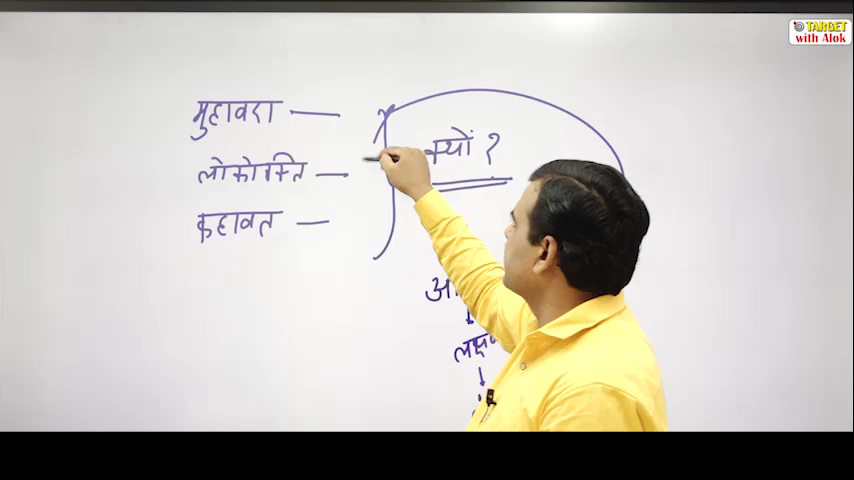 TARGET
with Alok
मुहावरा —
क्यों ?
लोकोक्ति —
कहावत —